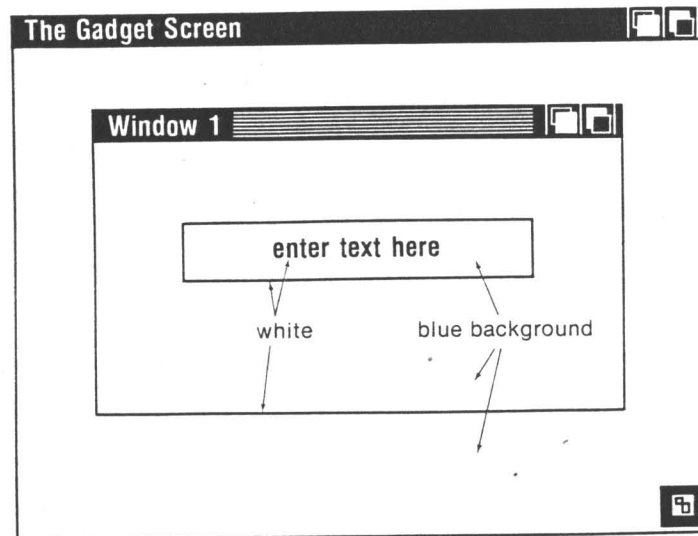 The Gadget Screen
Window 1
enter text here
white
blue background